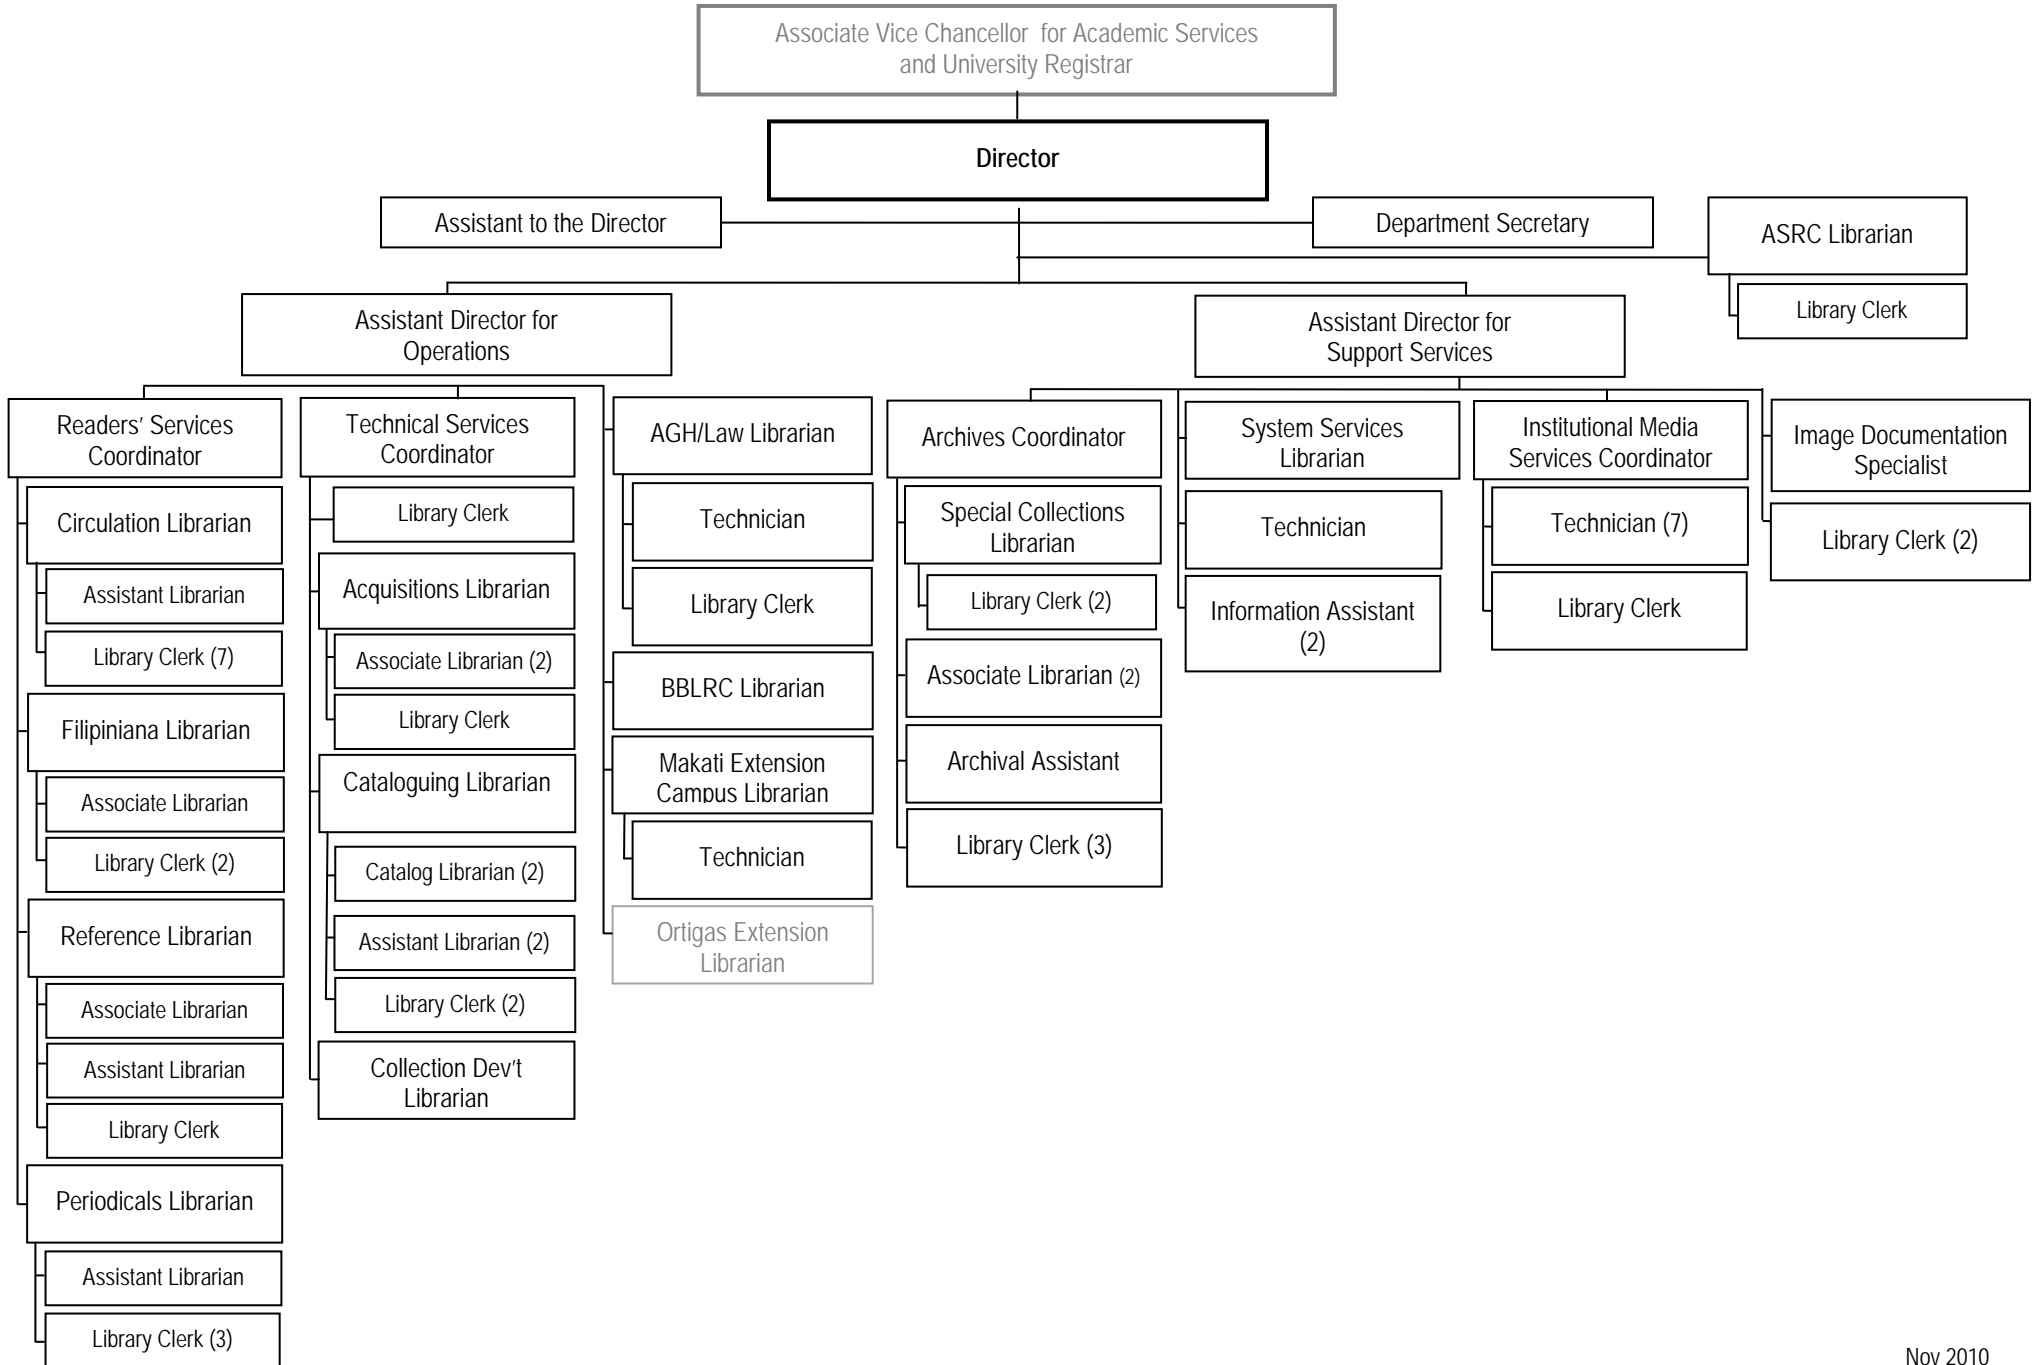 Associate Vice Chancellor for Academic Services
and University Registrar
Director
Assistant to the Director
Department Secretary
ASRC Librarian
Library Clerk
Assistant Director for
Operations
Assistant Director for
Support Services
Readers’ Services
Coordinator
Circulation Librarian
Assistant Librarian
Library Clerk (7)
Filipiniana Librarian
Associate Librarian
Library Clerk (2)
Reference Librarian
Associate Librarian
Assistant Librarian
Library Clerk
Periodicals Librarian
Assistant Librarian
Library Clerk (3)
Technical Services
Coordinator
Library Clerk
Acquisitions Librarian
Associate Librarian (2)
Library Clerk
Cataloguing Librarian
Catalog Librarian (2)
Assistant Librarian (2)
Library Clerk (2)
Collection Dev’t
Librarian
AGH/Law Librarian
Technician
Library Clerk
BBLRC Librarian
Makati Extension
Campus Librarian
Technician
Ortigas Extension
Librarian
Archives Coordinator
Special Collections
Librarian
Library Clerk (2)
Associate Librarian (2)
Archival Assistant
Library Clerk (3)
System Services
Librarian
Technician
Information Assistant
(2)
Institutional Media
Services Coordinator
Technician (7)
Library Clerk
Image Documentation
Specialist
Library Clerk (2)
Nov 2010